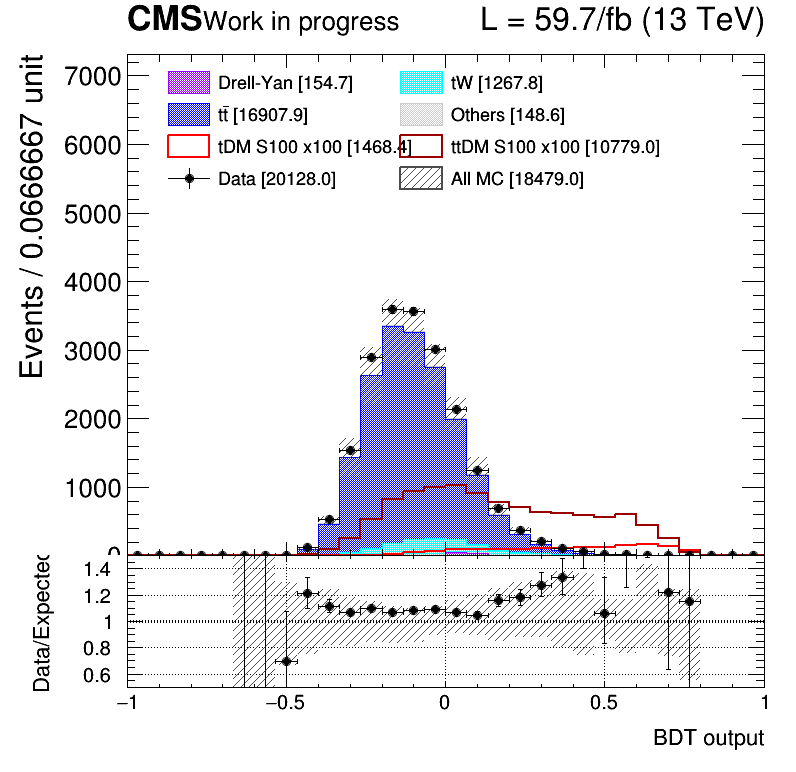 CMS Work in progress L = 59.7/fb (13 TeV)
Events / 0.0666667 unit
7000
6000
5000
4000
3000
2000
1000
0
Drell-Yan [154.7] tW [1267.8]
tt̄ [16907.9] Others [148.6]
tDM S100 x100 [1468.4] ttDM S100 x100 [10779.0]
Data [20128.0] All MC [18479.0]
Data/Expected
1.4
1.2
1
0.8
0.6
−1 −0.5 0 0.5 1
BDT output